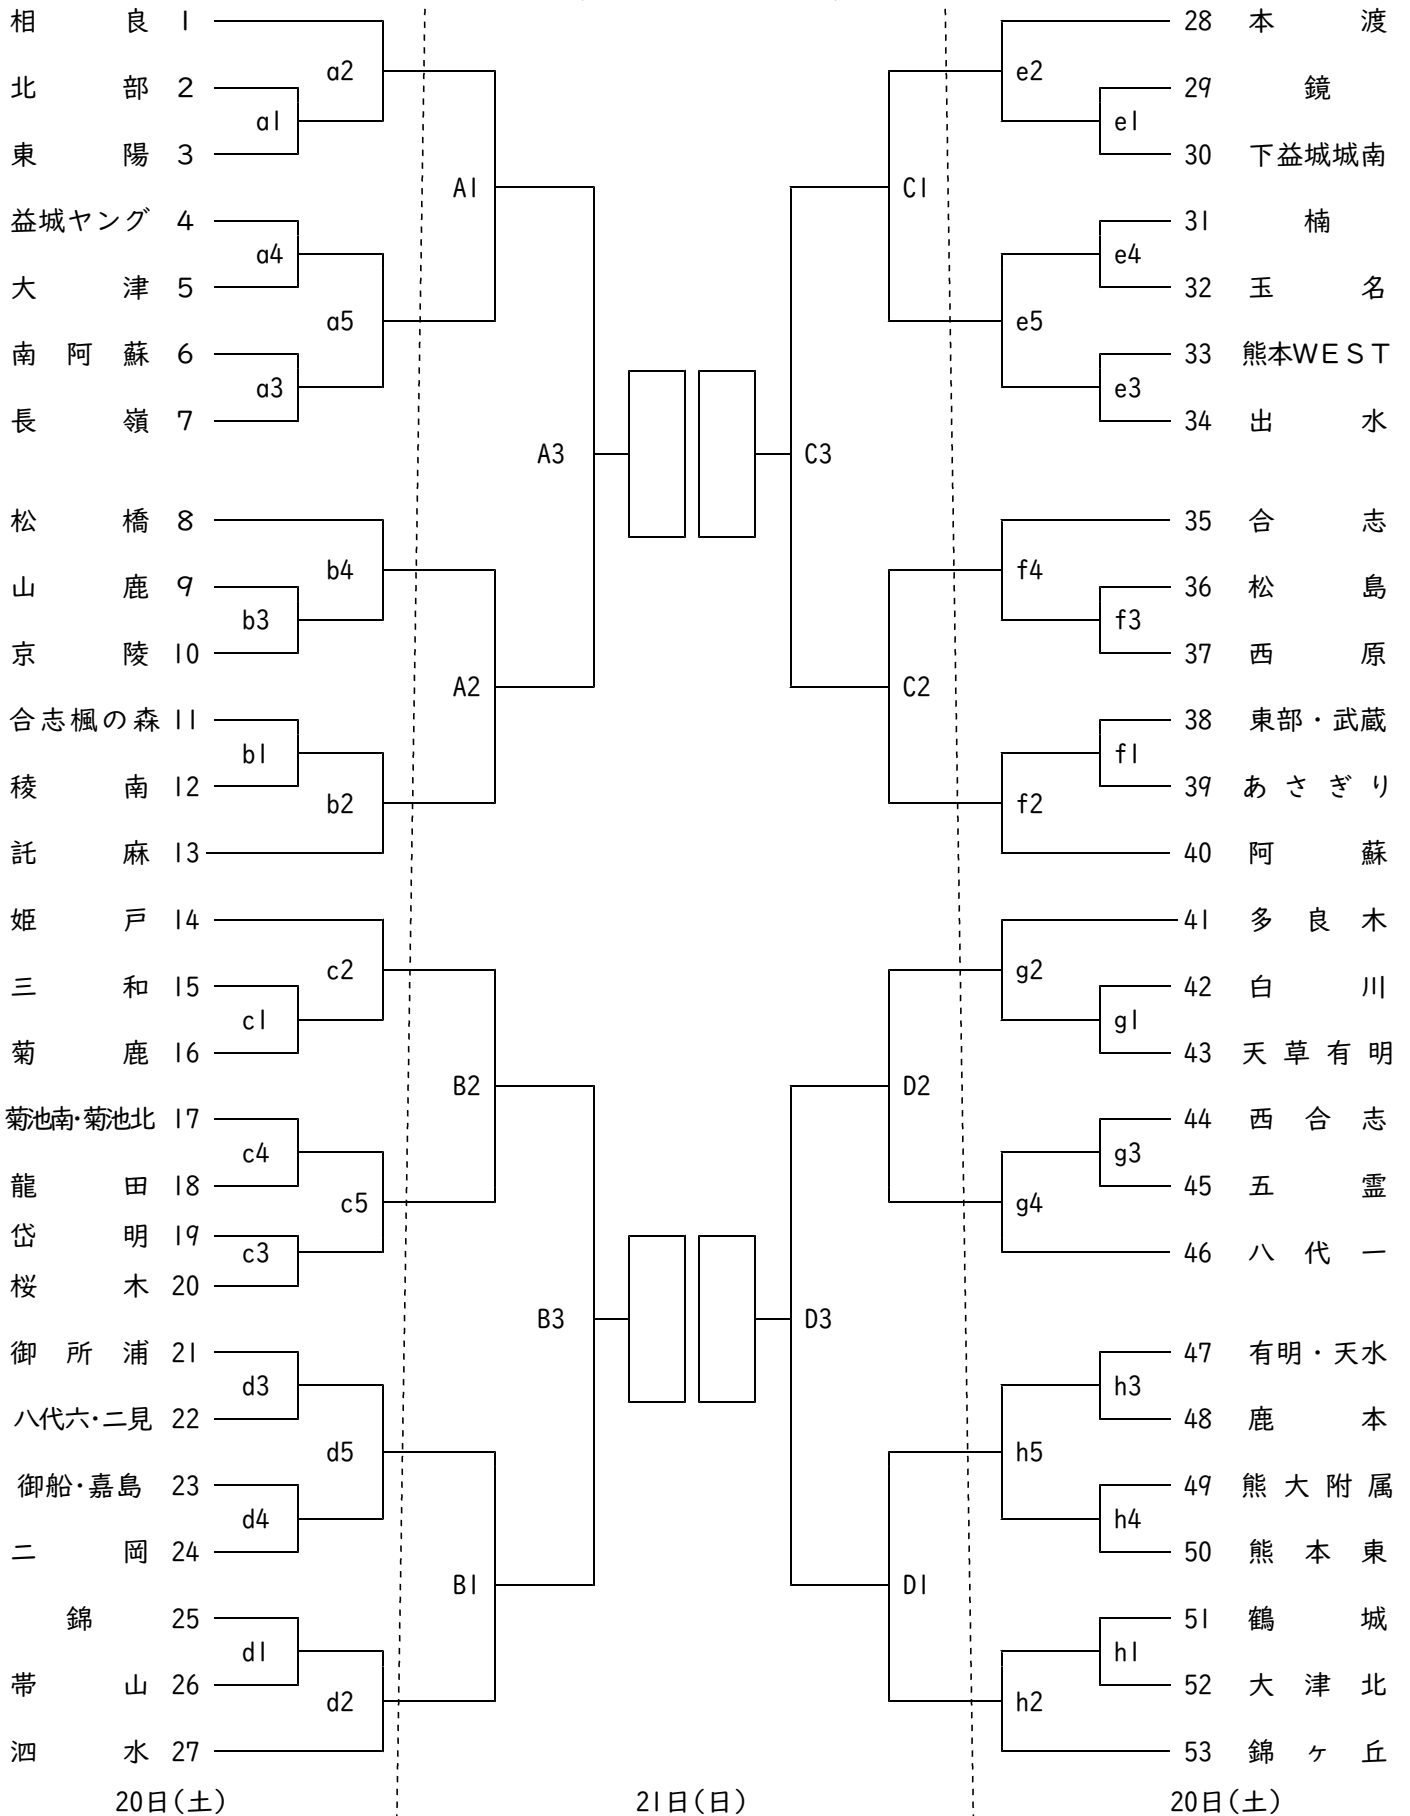 相良 1
28 本渡
a2
e2
北部 2
29 鏡
a1
e1
東陽 3
30 下益城城南
A1
C1
益城ヤング 4
31 楠
a4
e4
大津 5
32 玉名
a5
e5
南阿蘇 6
33 熊本WEST
a3
e3
長嶺 7
34 出水
A3
C3
松橋 8
35 合志
b4
f4
山鹿 9
36 松島
b3
f3
京陵 10
37 西原
A2
C2
合志楓の森 11
38 東部・武蔵
b1
f1
稜南 12
39 あさぎり
b2
f2
託麻 13
40 阿蘇
姫戸 14
41 多良木
c2
g2
三和 15
42 白川
c1
g1
菊鹿 16
43 天草有明
B2
D2
菊池南・菊池北 17
44 西合志
c4
g3
龍田 18
45 五霊
c5
g4
岱明 19
c3
46 八代一
桜木 20
B3
D3
御所浦 21
47 有明・天水
d3
h3
八代六・二見 22
48 鹿本
d5
h5
御船・嘉島 23
49 熊大附属
d4
h4
二岡 24
50 熊本東
B1
D1
錦 25
51 鶴城
d1
h1
帯山 26
52 大津北
d2
h2
泗水 27
53 錦ヶ丘
20日(土)
21日(日)
20日(土)